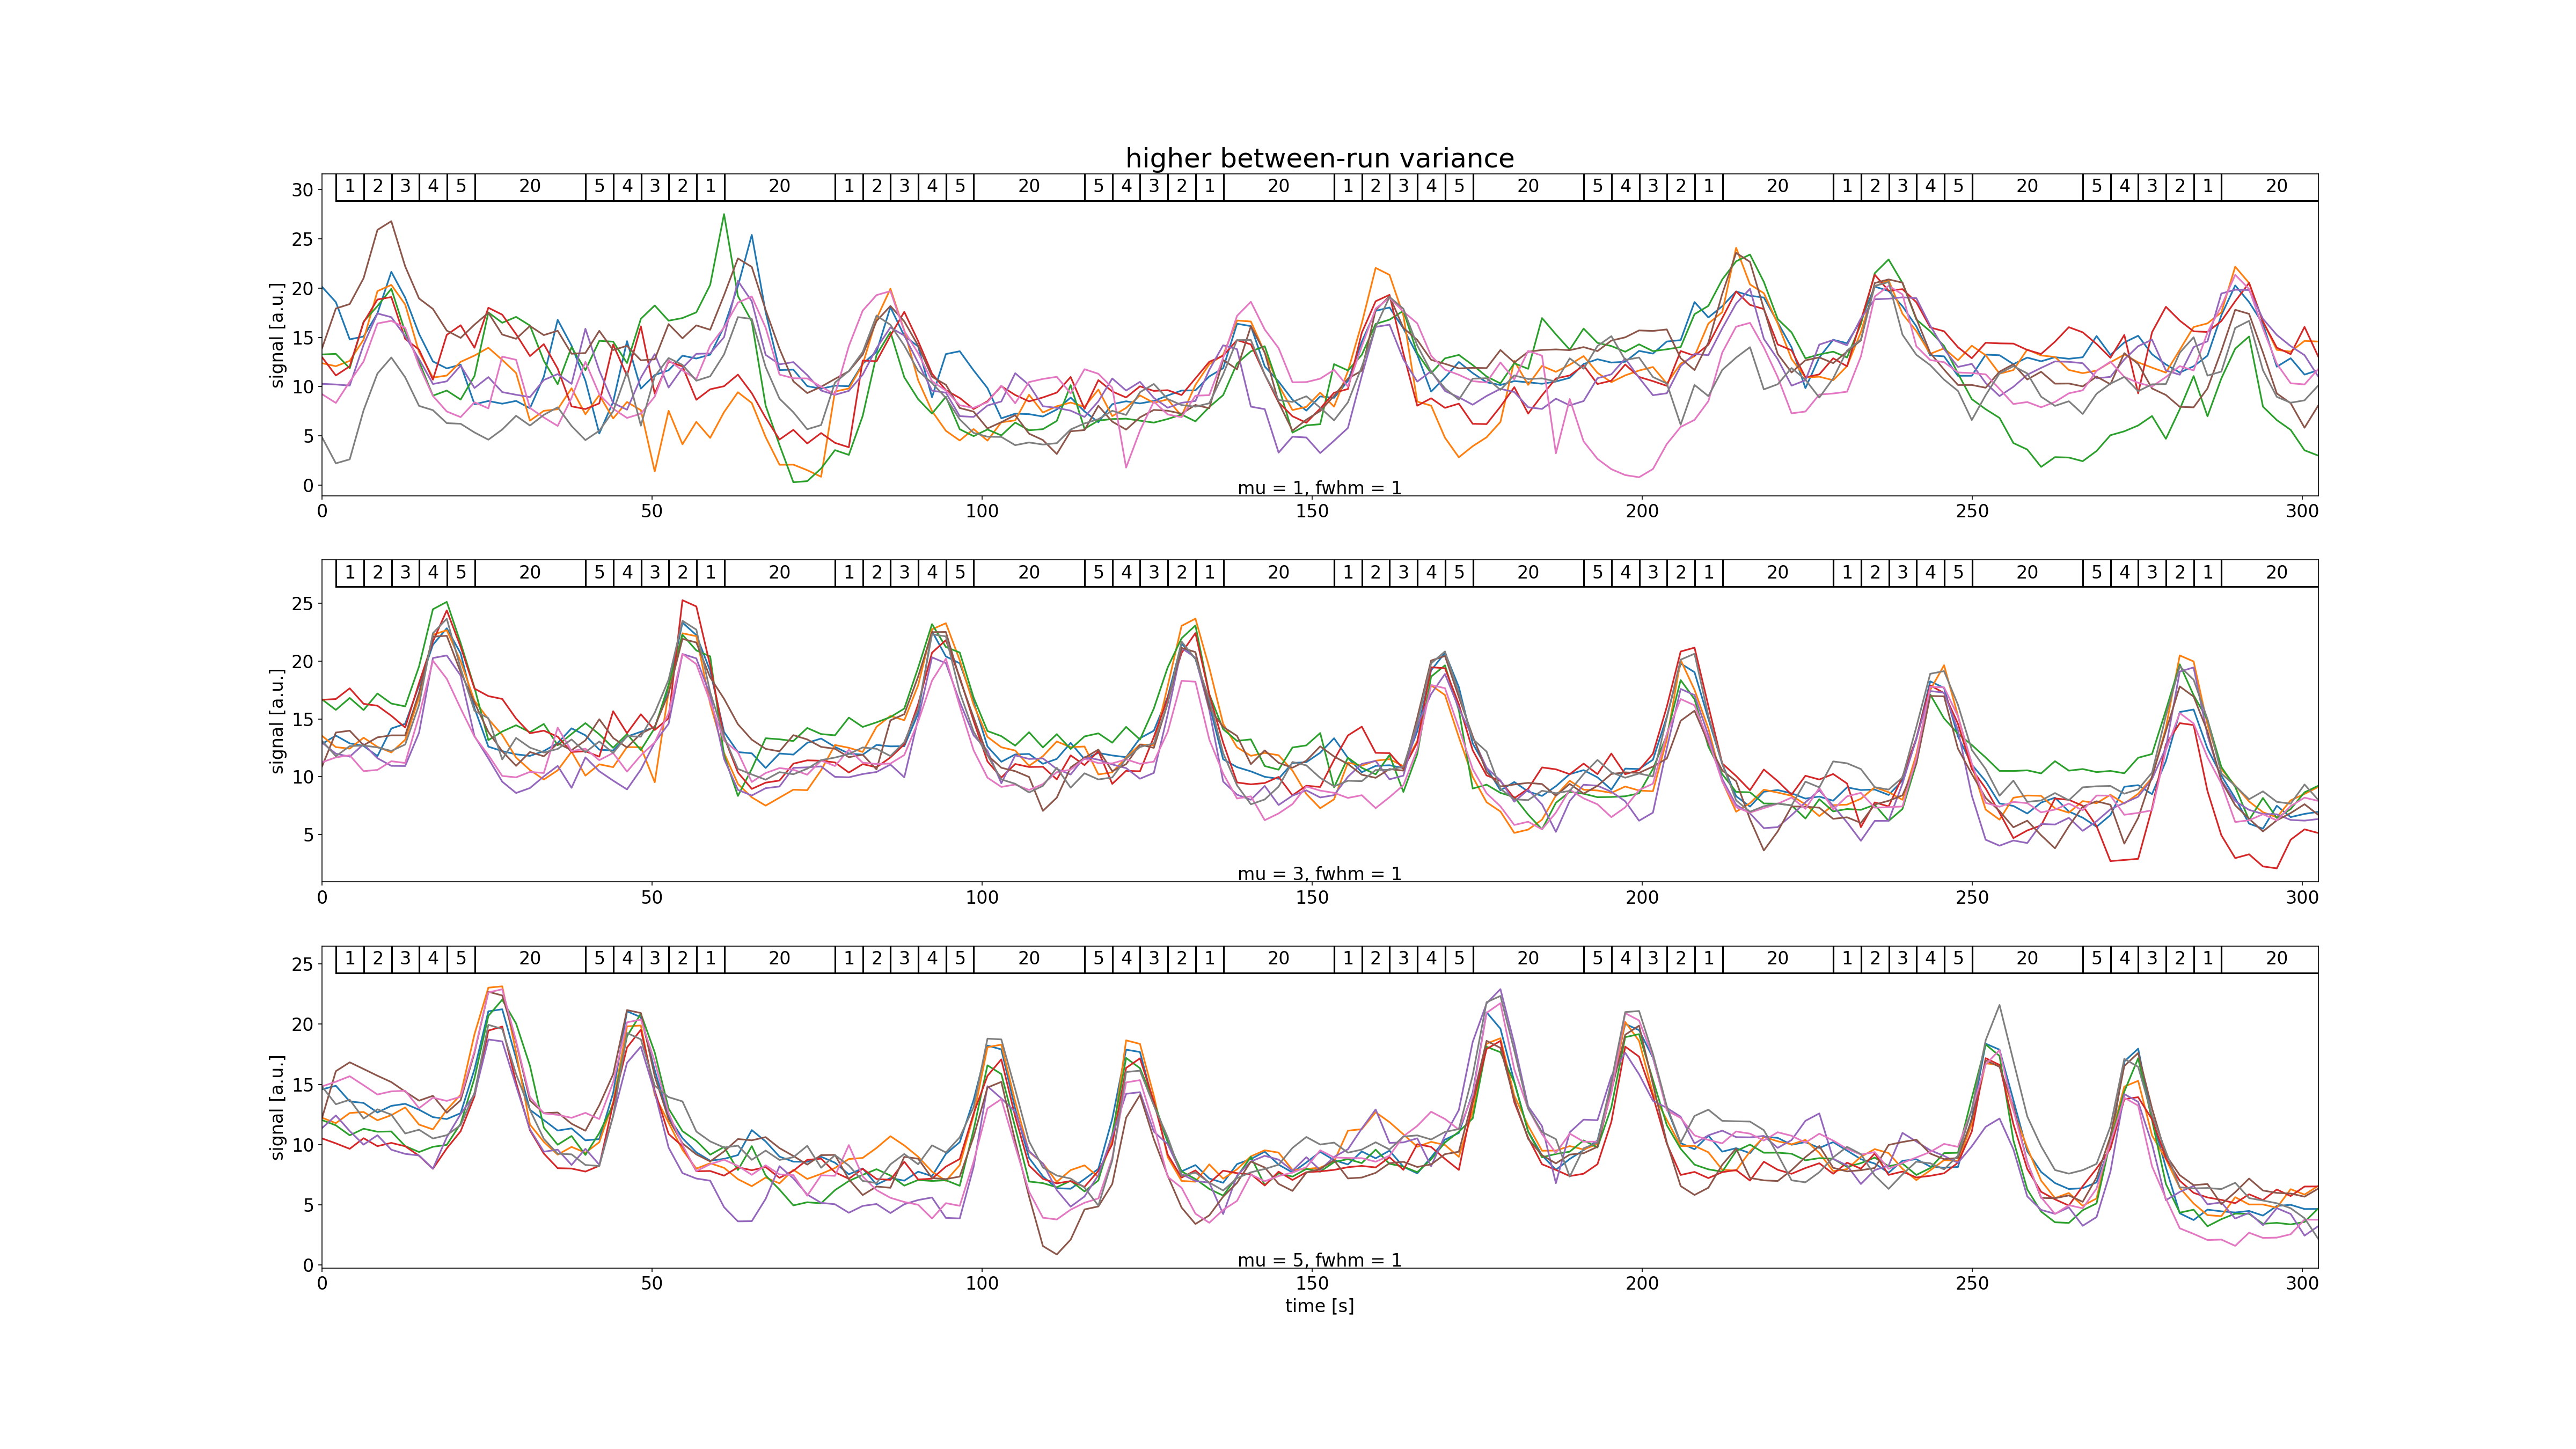 higher between-run variance
1 2 3 4 5 20 5 4 3 2 1 20 1 2 3 4 5 20 5 4 3 2 1 20 1 2 3 4 5 20 5 4 3 2 1 20 1 2 3 4 5 20 5 4 3 2 1 20
30
25
20
15
10
5
0
signal [a.u.]
mu = 1, fwhm = 1
0 50 100 150 200 250 300
1 2 3 4 5 20 5 4 3 2 1 20 1 2 3 4 5 20 5 4 3 2 1 20 1 2 3 4 5 20 5 4 3 2 1 20 1 2 3 4 5 20 5 4 3 2 1 20
25
20
15
10
5
signal [a.u.]
mu = 3, fwhm = 1
0 50 100 150 200 250 300
1 2 3 4 5 20 5 4 3 2 1 20 1 2 3 4 5 20 5 4 3 2 1 20 1 2 3 4 5 20 5 4 3 2 1 20 1 2 3 4 5 20 5 4 3 2 1 20
25
20
15
10
5
0
signal [a.u.]
mu = 5, fwhm = 1
0 50 100 150 200 250 300
time [s]